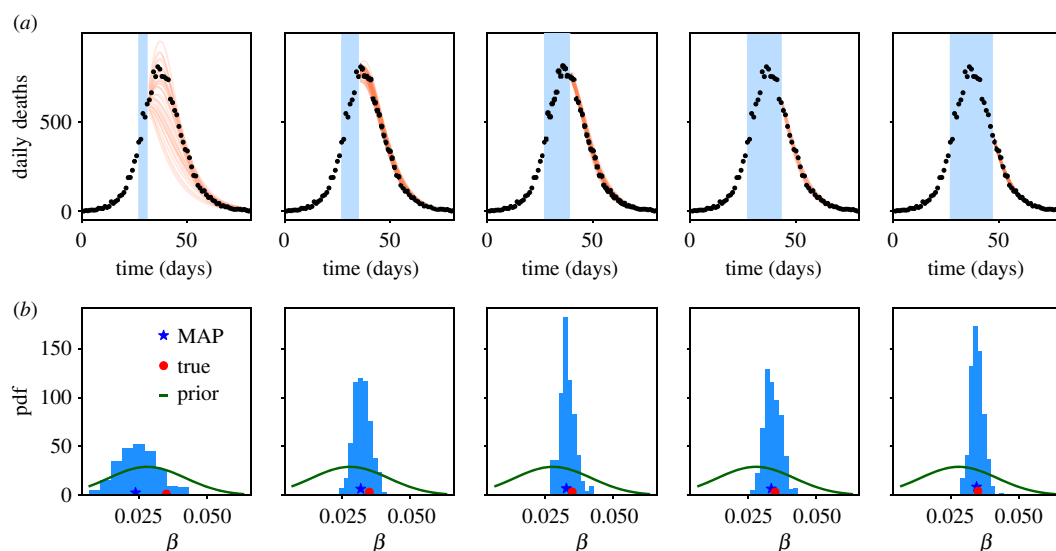 (a)
daily deaths
500
0
0 50 0 50 0 50 0 50 0 50
time (days) time (days) time (days) time (days) time (days)
(b)
pdf
150
100
50
0
MAP
true
prior
0.025 0.050 0.025 0.050 0.025 0.050 0.025 0.050 0.025 0.050
β β β β β